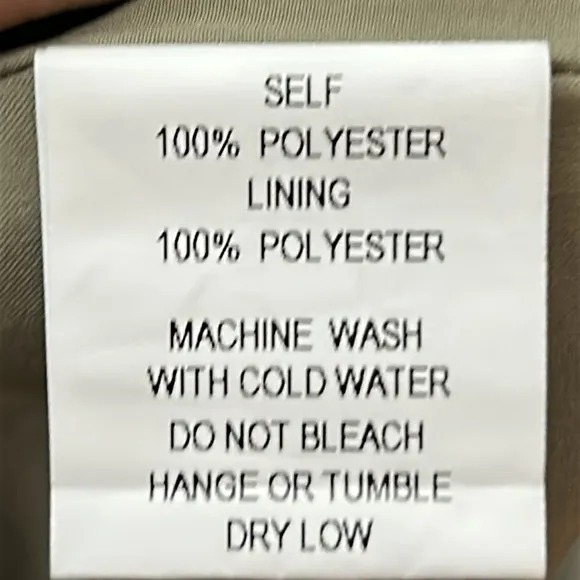 SELF
100% POLYESTER
LINING
100% POLYESTER
MACHINE WASH
WITH COLD WATER
DO NOT BLEACH
HANGE OR TUMBLE
DRY LOW